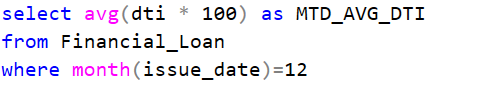 select avg(dti * 100) as MTD_AVG_DTI
from Financial_Loan
where month(issue_date)=12